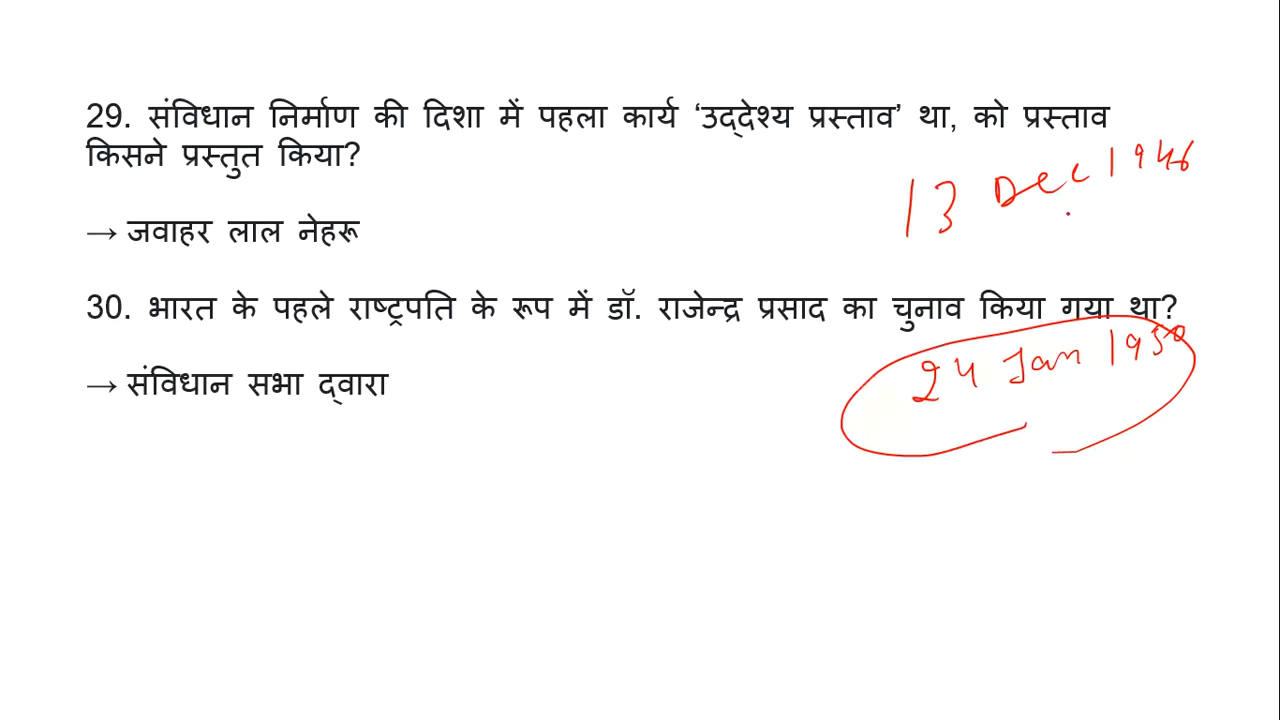 29. संविधान निर्माण की दिशा में पहला कार्य ‘उद्देश्य प्रस्ताव’ था, को प्रस्ताव
किसने प्रस्तुत किया?
13 Dec 1946
→ जवाहर लाल नेहरू
30. भारत के पहले राष्ट्रपति के रूप में डॉ. राजेन्द्र प्रसाद का चुनाव किया गया था?
24 Jan 1950
→ संविधान सभा द्वारा